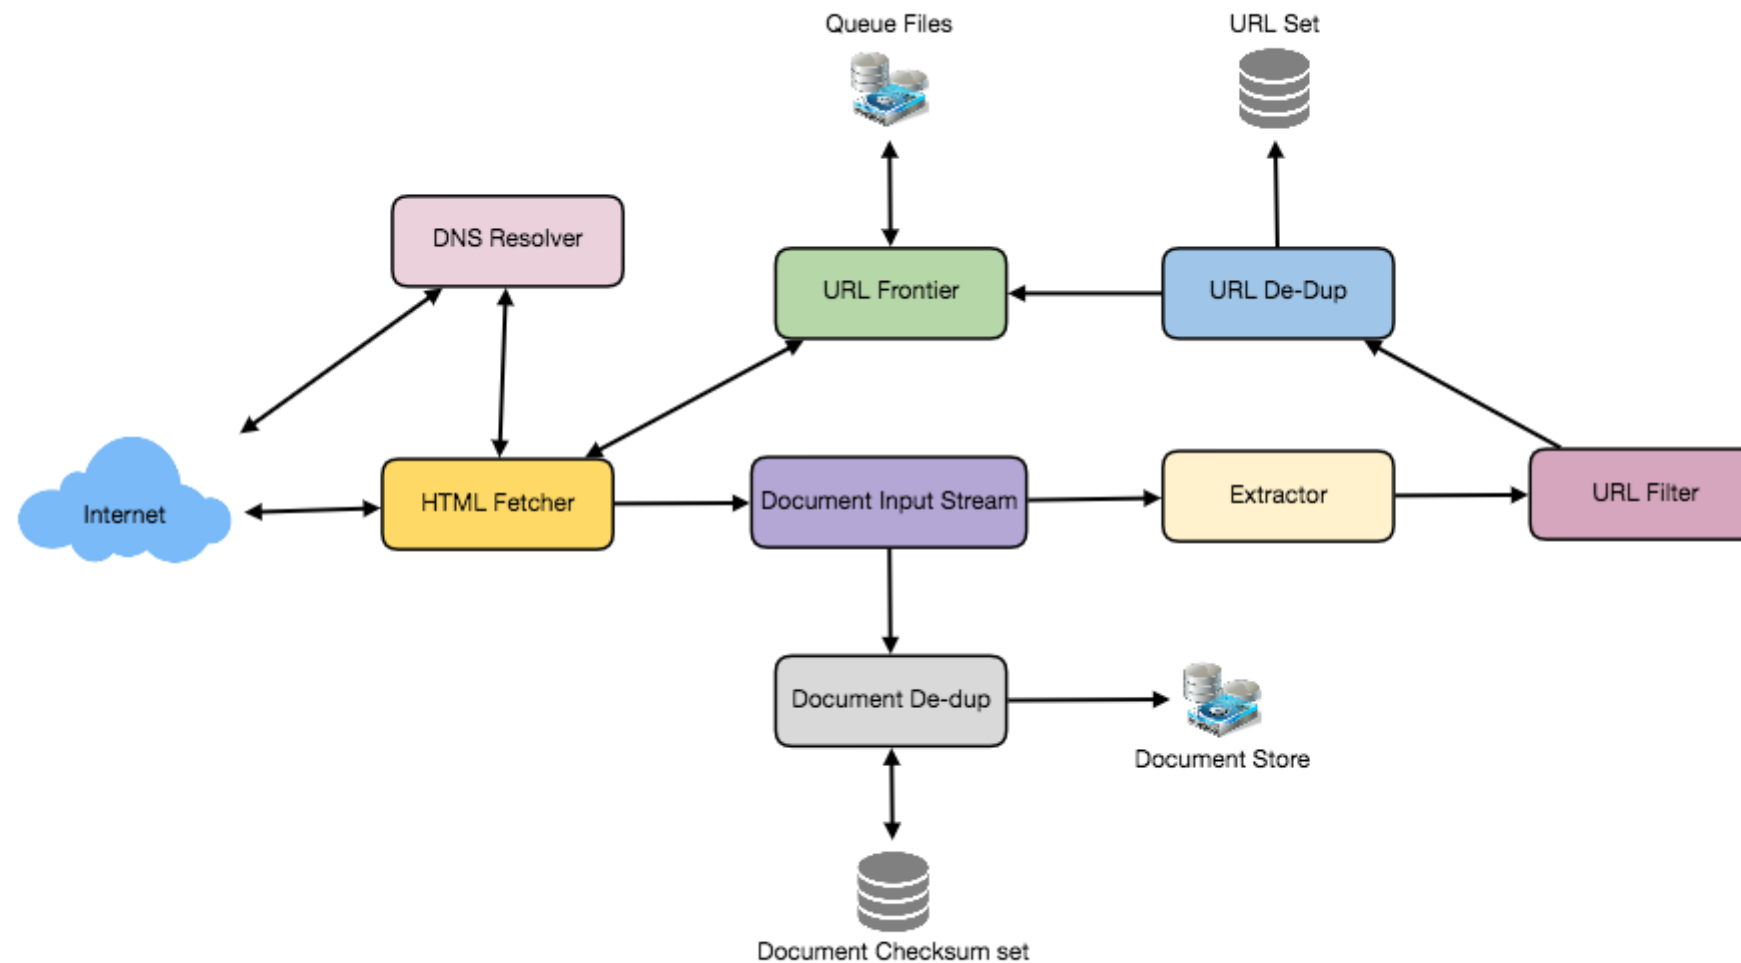 Queue Files
URL Set
DNS Resolver
URL Frontier
URL De-Dup
Internet
HTML Fetcher
Document Input Stream
Extractor
URL Filter
Document De-dup
Document Store
Document Checksum set